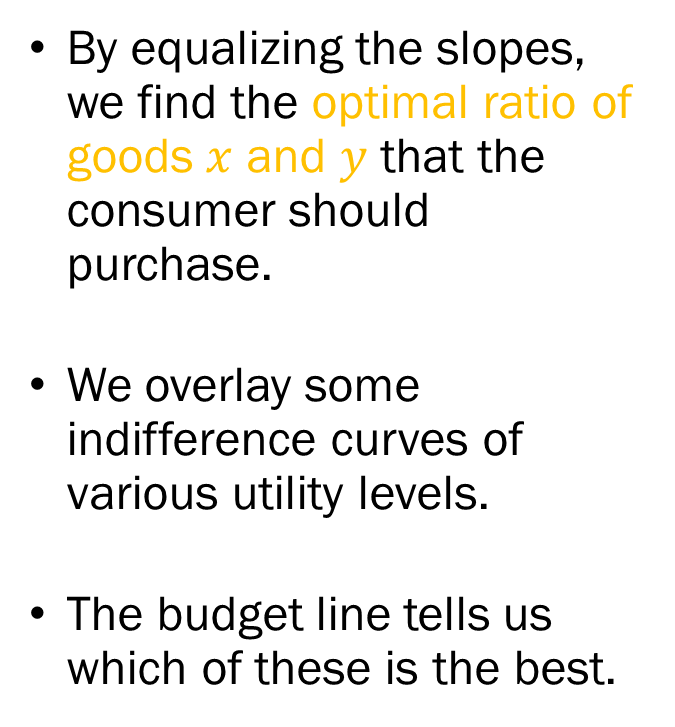 • By equalizing the slopes,
we find the optimal ratio of
goods 𝑥 and 𝑦 that the
consumer should
purchase.
• We overlay some
indifference curves of
various utility levels.
• The budget line tells us
which of these is the best.